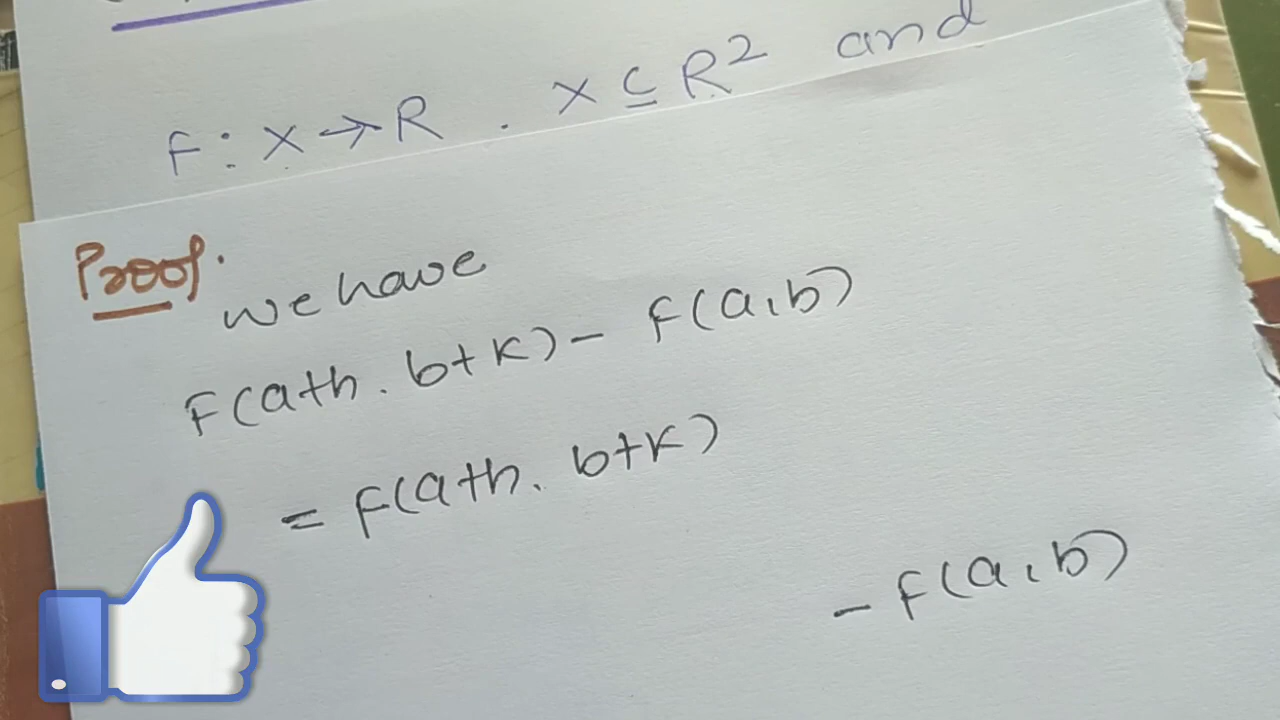 F: X → R . X ⊆ R² and
Proof.
we have
F(a+h, b+k) - F(a,b)
= F(a+h, b+k)
- F(a,b)